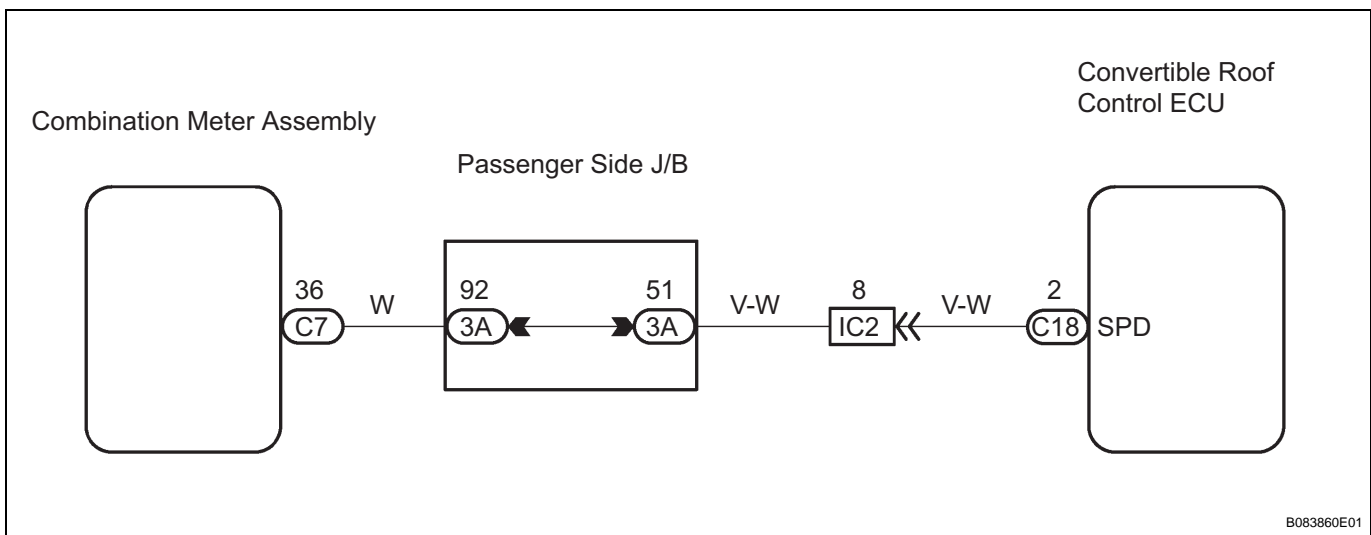 Convertible Roof
Control ECU
Combination Meter Assembly
Passenger Side J/B
36 W 92 51 V-W 8 V-W 2
C7 3A 3A IC2 C18 SPD
B083860E01